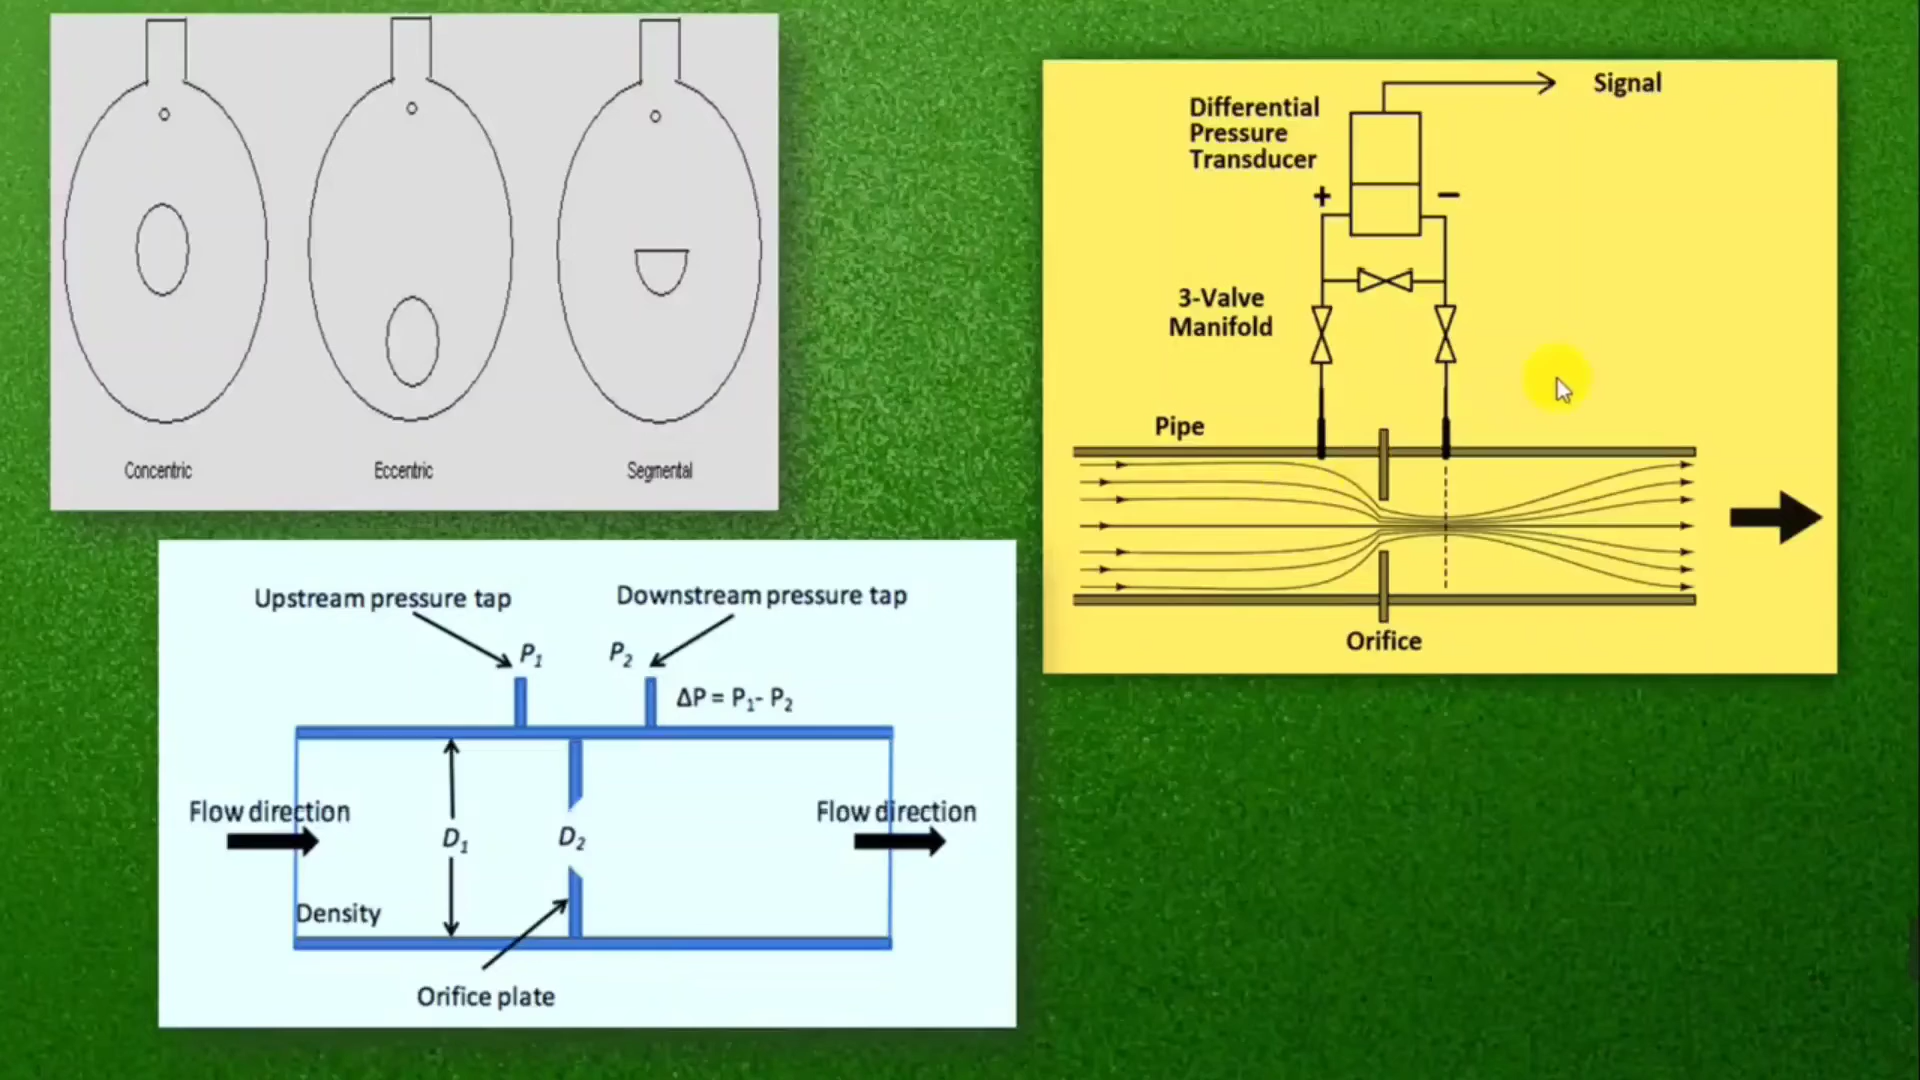 Concentric
Eccentric
Segmental
Differential
Pressure
Transducer
Signal
+
−
3-Valve
Manifold
Pipe
Orifice
Upstream pressure tap
Downstream pressure tap
P₁
P₂
ΔP = P₁- P₂
Flow direction
Flow direction
D₁
D₂
Density
Orifice plate